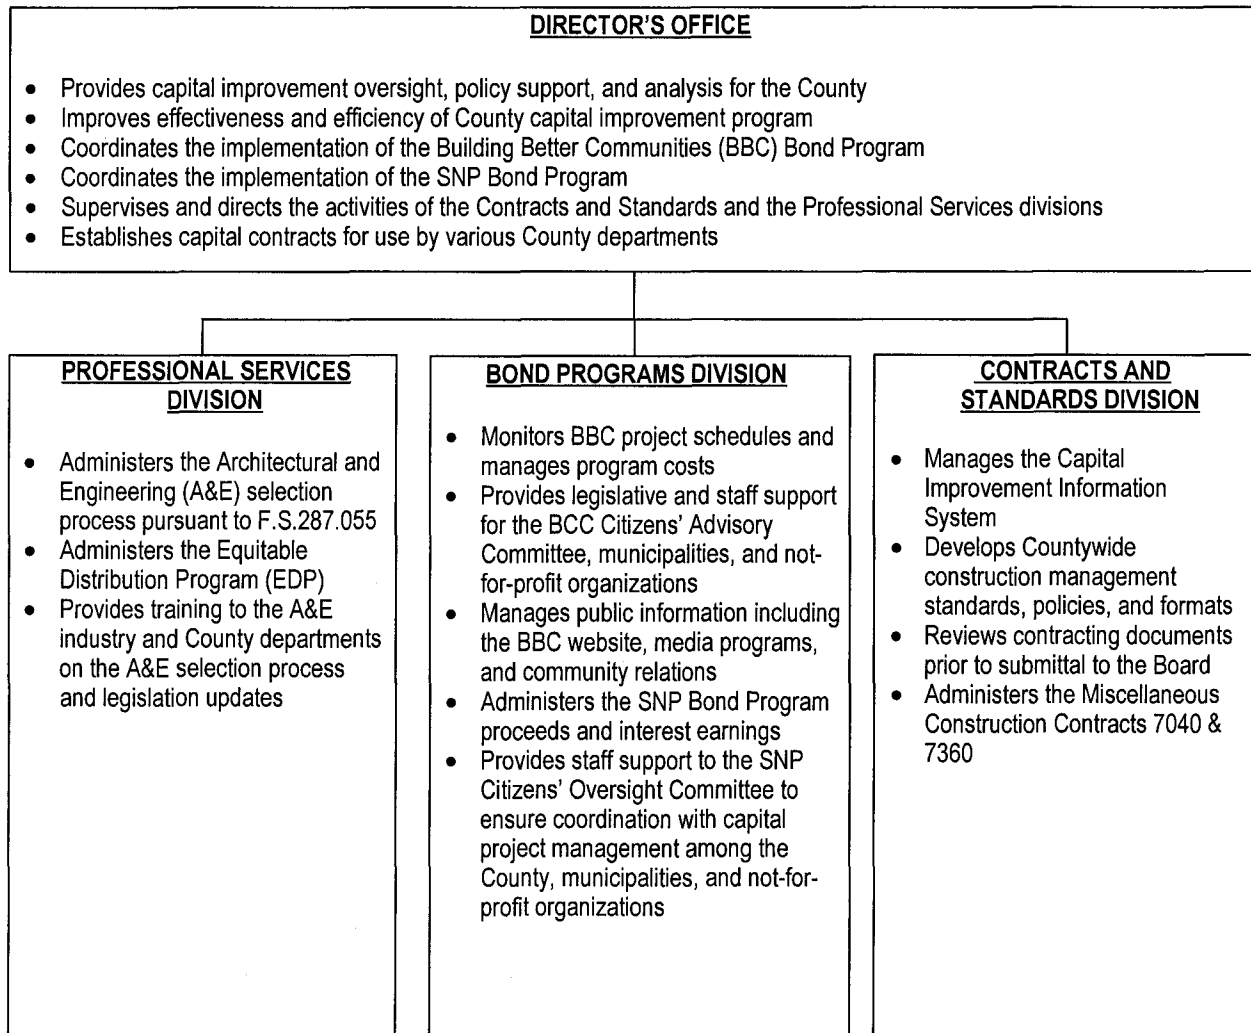 DIRECTOR'S OFFICE
• Provides capital improvement oversight, policy support, and analysis for the County
• Improves effectiveness and efficiency of County capital improvement program
• Coordinates the implementation of the Building Better Communities (BBC) Bond Program
• Coordinates the implementation of the SNP Bond Program
• Supervises and directs the activities of the Contracts and Standards and the Professional Services divisions
• Establishes capital contracts for use by various County departments
PROFESSIONAL SERVICES
DIVISION
• Administers the Architectural and
Engineering (A&E) selection
process pursuant to F.S.287.055
• Administers the Equitable
Distribution Program (EDP)
• Provides training to the A&E
industry and County departments
on the A&E selection process
and legislation updates
BOND PROGRAMS DIVISION
• Monitors BBC project schedules and
manages program costs
• Provides legislative and staff support
for the BCC Citizens' Advisory
Committee, municipalities, and not-
for-profit organizations
• Manages public information including
the BBC website, media programs,
and community relations
• Administers the SNP Bond Program
proceeds and interest earnings
• Provides staff support to the SNP
Citizens' Oversight Committee to
ensure coordination with capital
project management among the
County, municipalities, and not-for-
profit organizations
CONTRACTS AND
STANDARDS DIVISION
• Manages the Capital
Improvement Information
System
• Develops Countywide
construction management
standards, policies, and formats
• Reviews contracting documents
prior to submittal to the Board
• Administers the Miscellaneous
Construction Contracts 7040 &
7360